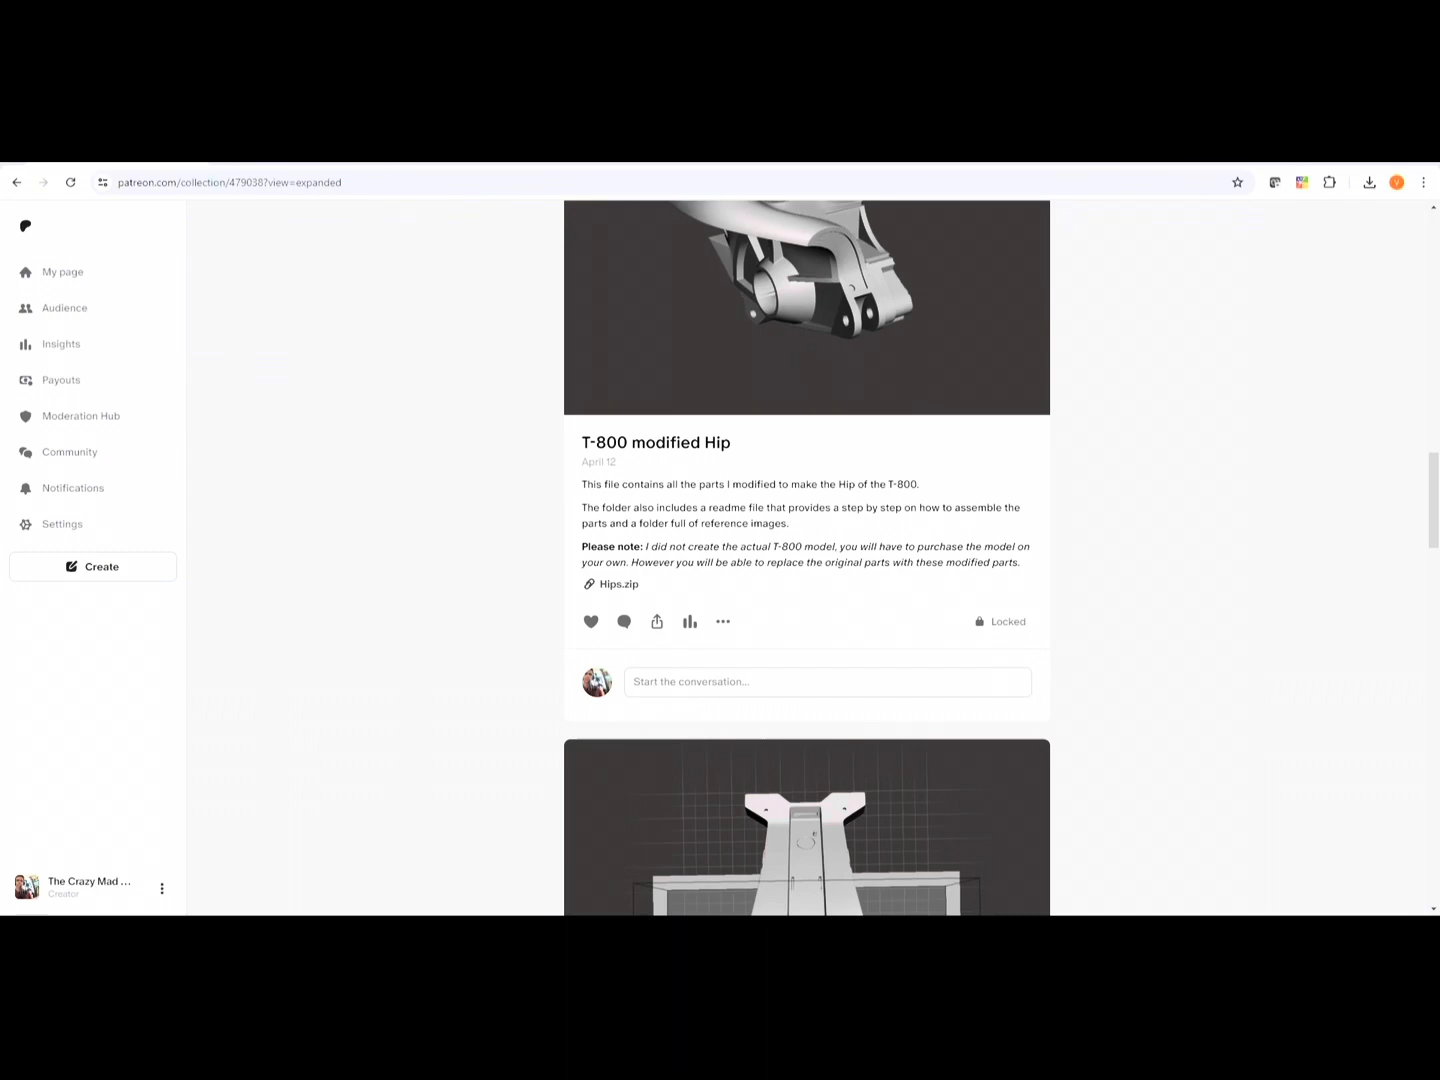 patreon.com/collection/479038?view=expanded
V
My page
Audience
Insights
Payouts
Moderation Hub
Community
Notifications
Settings
Create
The Crazy Mad ...
Creator
T-800 modified Hip
April 12
This file contains all the parts I modified to make the Hip of the T-800.
The folder also includes a readme file that provides a step by step on how to assemble the
parts and a folder full of reference images.
Please note: I did not create the actual T-800 model, you will have to purchase the model on
your own. However you will be able to replace the original parts with these modified parts.
Hips.zip
Locked
Start the conversation...